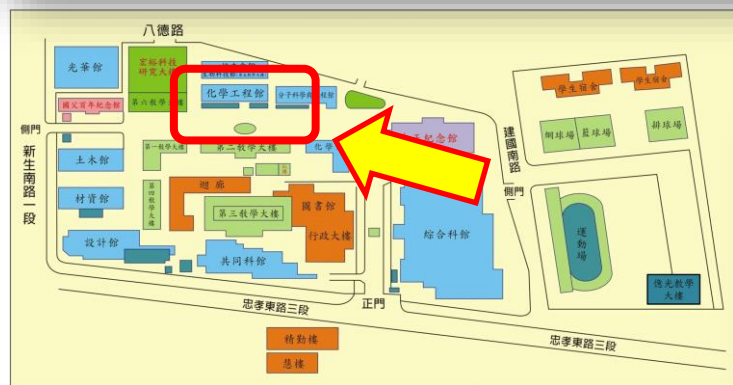 八德路
光華館
宏裕科技
研究大樓
國父百年紀念館
第六教學大樓
化學工程館
分子科學與工程館
側門
新生南路一段
土木館
材資館
設計館
第一教學大樓
第二教學大樓
第四教學大樓
迴廊
第三教學大樓
圖書館
行政大樓
共同科館
化學
紀念館
綜合科館
建國南路
側門
學生宿舍
學生宿舍
網球場
籃球場
排球場
運動場
億光教學
大樓
正門
忠孝東路三段
忠孝東路三段
精勤樓
慧樓